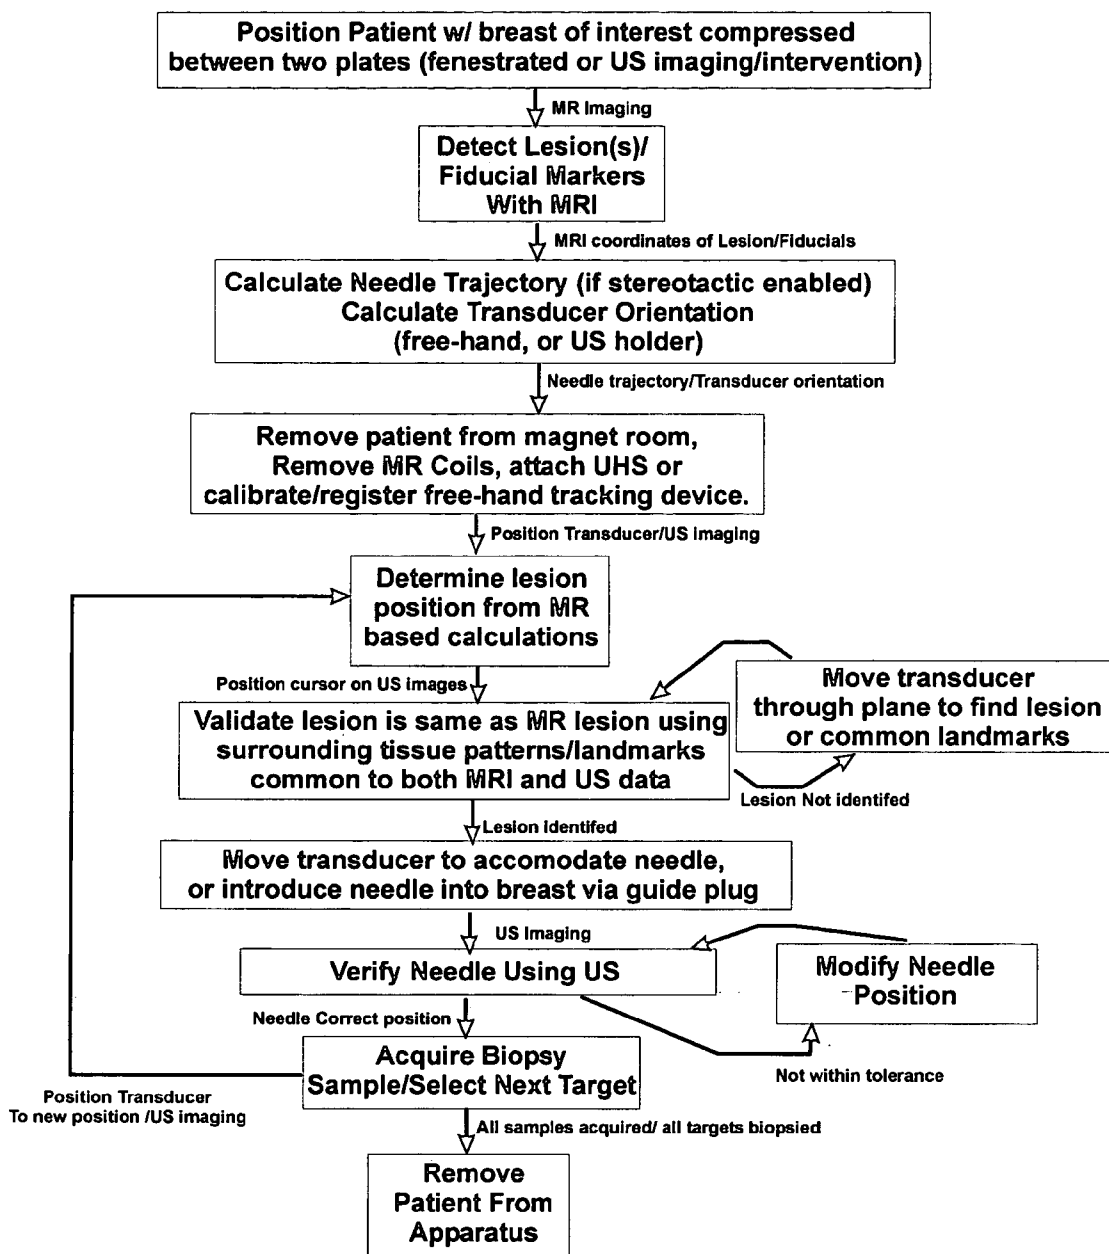 Position Patient w/ breast of interest compressed
between two plates (fenestrated or US imaging/intervention)
MR Imaging
Detect Lesion(s)/
Fiducial Markers
With MRI
MRI coordinates of Lesion/Fiducials
Calculate Needle Trajectory (if stereotactic enabled)
Calculate Transducer Orientation
(free-hand, or US holder)
Needle trajectory/Transducer orientation
Remove patient from magnet room,
Remove MR Coils, attach UHS or
calibrate/register free-hand tracking device.
Position Transducer/US Imaging
Determine lesion
position from MR
based calculations
Position cursor on US images
Validate lesion is same as MR lesion using
surrounding tissue patterns/landmarks
common to both MRI and US data
Move transducer
through plane to find lesion
or common landmarks
Lesion Not identifed
Lesion identifed
Move transducer to accomodate needle,
or introduce needle into breast via guide plug
US Imaging
Verify Needle Using US
Modify Needle
Position
Needle Correct position
Not within tolerance
Acquire Biopsy
Sample/Select Next Target
Position Transducer
To new position /US imaging
All samples acquired/ all targets biopsied
Remove
Patient From
Apparatus